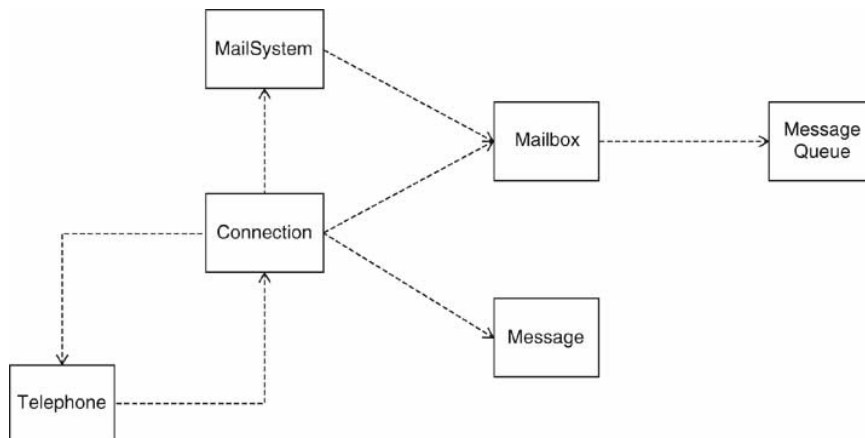 MailSystem
Mailbox
Message
Queue
Connection
Message
Telephone